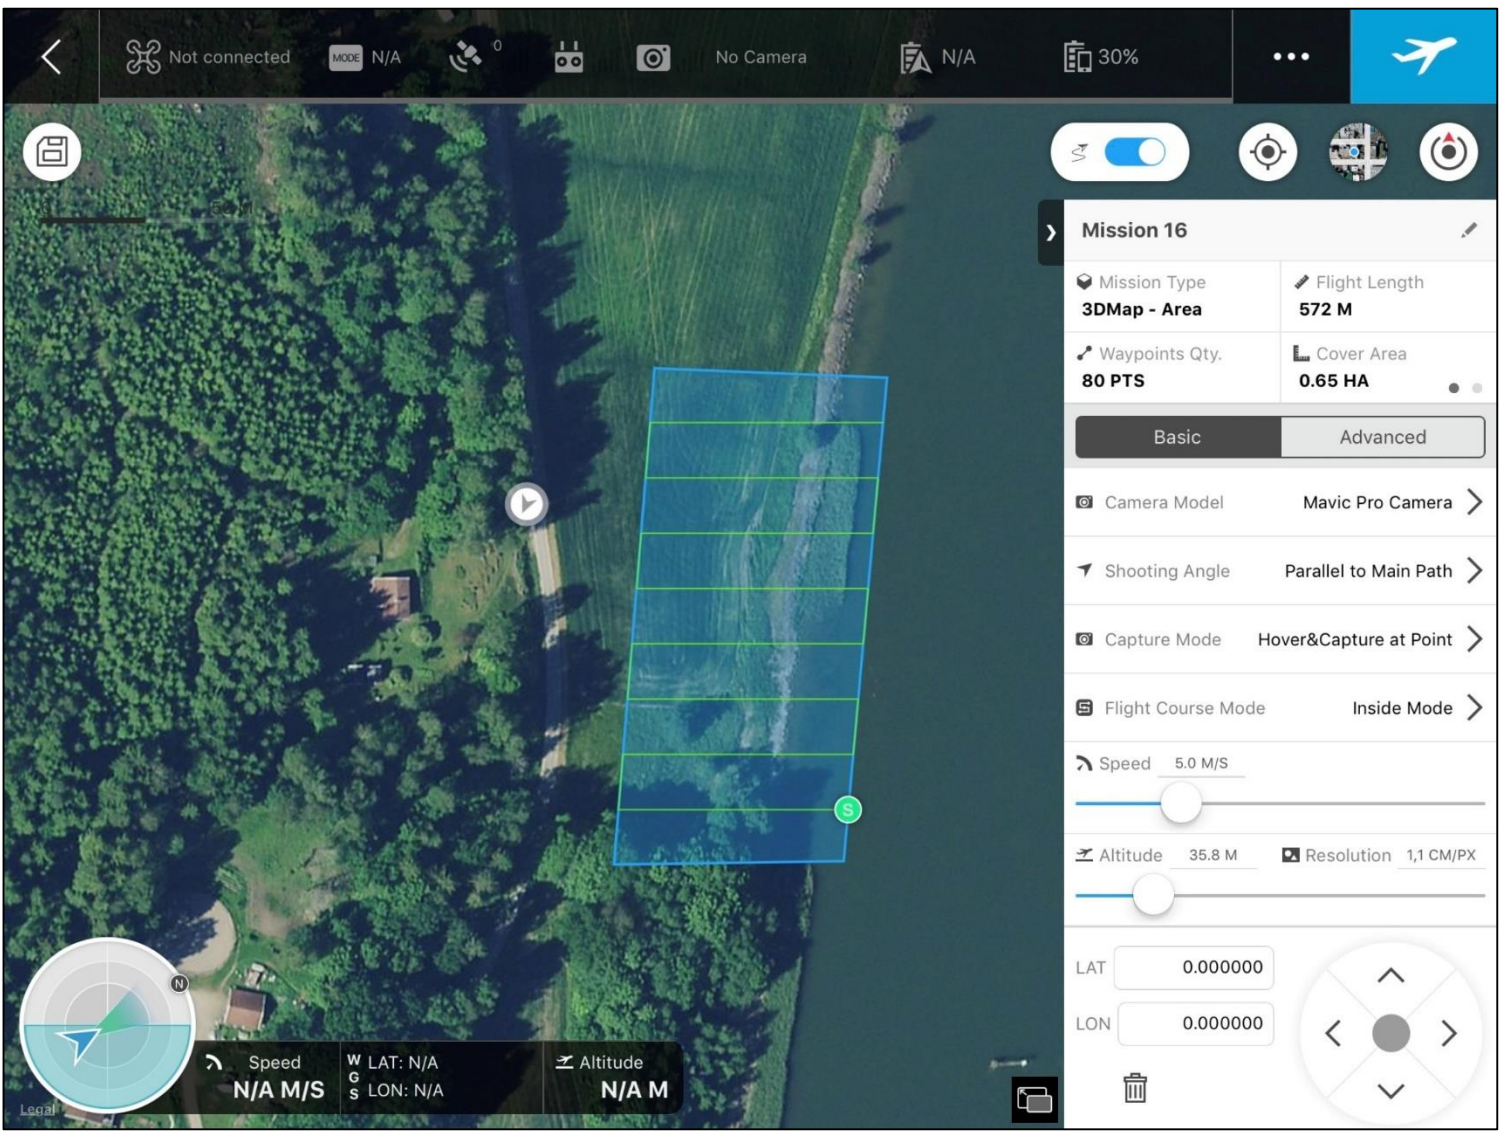 Not connected
MODE N/A
0
No Camera
N/A
30%
50 M
Mission 16
Mission Type
3DMap - Area
Flight Length
572 M
Waypoints Qty.
80 PTS
Cover Area
0.65 HA
Basic
Advanced
Camera Model
Mavic Pro Camera
Shooting Angle
Parallel to Main Path
Capture Mode
Hover&Capture at Point
Flight Course Mode
Inside Mode
Speed 5.0 M/S
Altitude 35.8 M
Resolution 1,1 CM/PX
S
LAT 0.000000
LON 0.000000
N
Speed
N/A M/S
WGS
LAT: N/A
LON: N/A
Altitude
N/A M
Legal